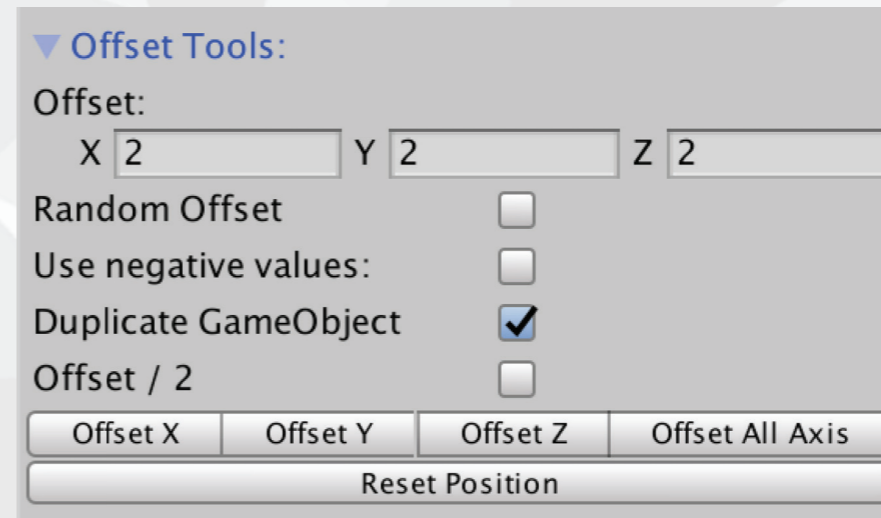 Offset Tools:
Offset:
X 2 Y 2 Z 2
Random Offset
Use negative values:
Duplicate GameObject
Offset / 2
Offset X Offset Y Offset Z Offset All Axis
Reset Position